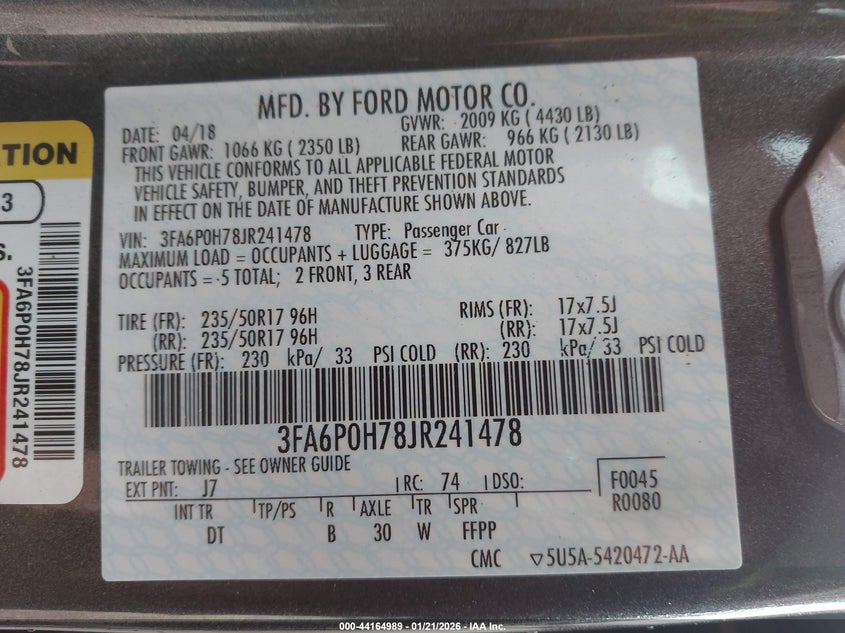 MFD. BY FORD MOTOR CO.
DATE: 04/18 GVWR: 2009 KG ( 4430 LB)
FRONT GAWR: 1066 KG ( 2350 LB) REAR GAWR: 966 KG ( 2130 LB)
THIS VEHICLE CONFORMS TO ALL APPLICABLE FEDERAL MOTOR
VEHICLE SAFETY, BUMPER, AND THEFT PREVENTION STANDARDS
IN EFFECT ON THE DATE OF MANUFACTURE SHOWN ABOVE.
VIN: 3FA6P0H78JR241478 TYPE: Passenger Car
MAXIMUM LOAD = OCCUPANTS + LUGGAGE = 375KG/ 827LB
OCCUPANTS = 5 TOTAL; 2 FRONT, 3 REAR
TIRE (FR): 235/50R17 96H RIMS (FR): 17x7.5J
(RR): 235/50R17 96H (RR): 17x7.5J
PRESSURE (FR): 230 kPa/ 33 PSI COLD (RR): 230 kPa/ 33 PSI COLD
3FA6P0H78JR241478
TRAILER TOWING - SEE OWNER GUIDE
EXT PNT: J7 RC: 74 DSO: F0045
R0080
INT TR TP/PS R AXLE TR SPR
DT B 30 W FFPP
CMC ▽5U5A-5420472-AA
TION
3
S.
3FA6P0H78JR241478
000-44164989 - 01/21/2026 - IAA Inc.